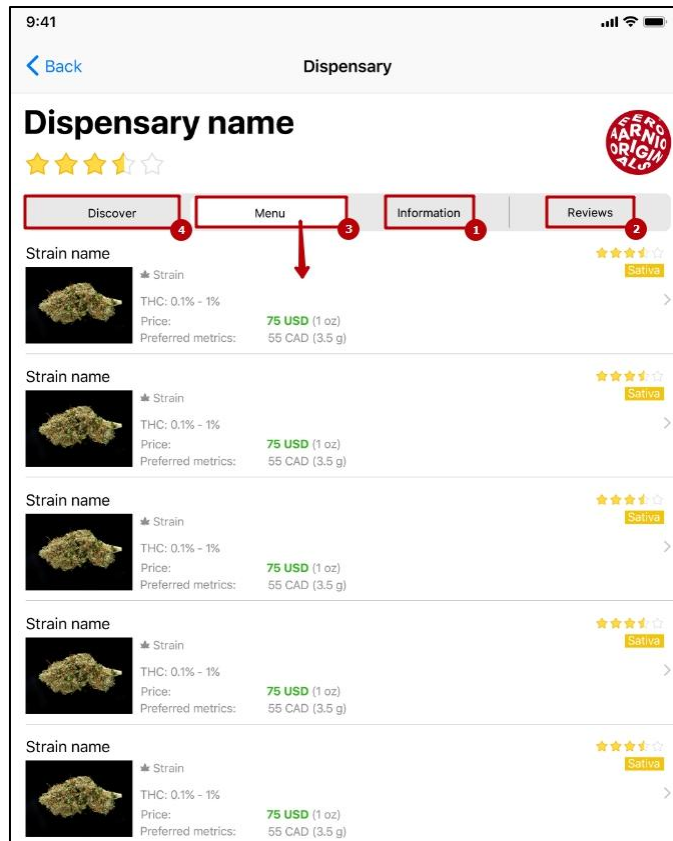 9:41
Back
Dispensary
Dispensary name
EERO
AARNIO
ORIGIN
ALS
Discover
Menu
Information
Reviews
4
3
1
2
Strain name
Strain
Sativa
THC: 0.1% - 1%
Price: 75 USD (1 oz)
Preferred metrics: 55 CAD (3.5 g)
Strain name
Strain
Sativa
THC: 0.1% - 1%
Price: 75 USD (1 oz)
Preferred metrics: 55 CAD (3.5 g)
Strain name
Strain
Sativa
THC: 0.1% - 1%
Price: 75 USD (1 oz)
Preferred metrics: 55 CAD (3.5 g)
Strain name
Strain
Sativa
THC: 0.1% - 1%
Price: 75 USD (1 oz)
Preferred metrics: 55 CAD (3.5 g)
Strain name
Strain
Sativa
THC: 0.1% - 1%
Price: 75 USD (1 oz)
Preferred metrics: 55 CAD (3.5 g)